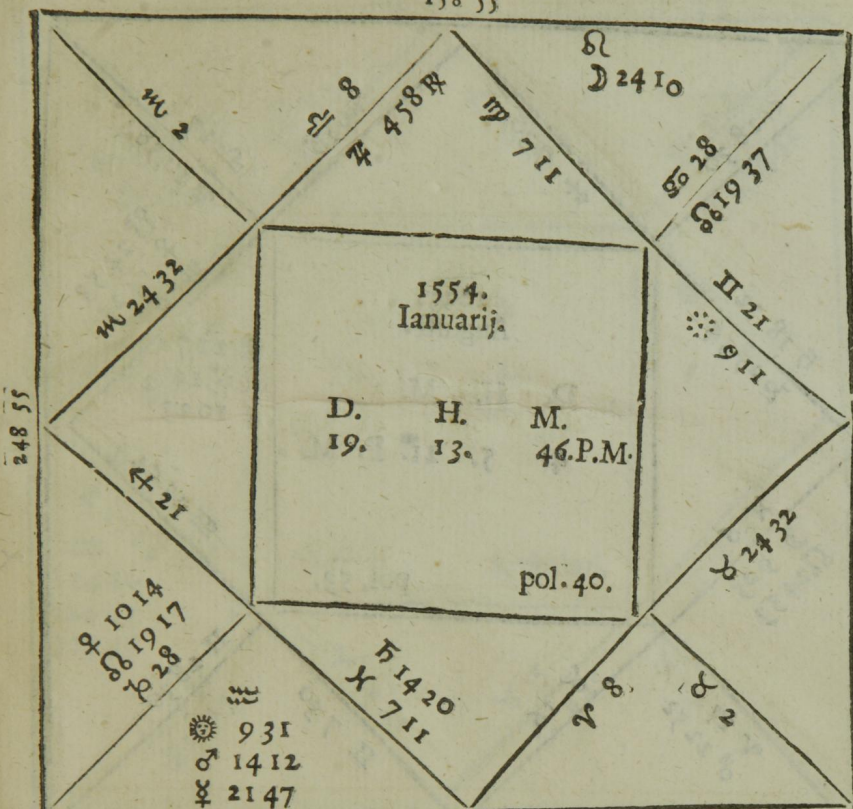 158 55
♏ 2
♎ 8
♃ 4 58 ℞
♍ 7 11
♌
☽ 24 10
♋ 28
☊ 19 37
♏ 24 32
♊ 21
9 11
248 55
1554.
Ianuarij.
D. H. M.
19. 13. 46.P.M.
pol. 40.
♐ 21
♉ 24 32
♀ 10 14
☊ 19 17
♑ 28
♒
☉ 9 31
♂ 14 12
☿ 21 47
♄ 14 20
♓ 7 11
♈ 8
♉ 2